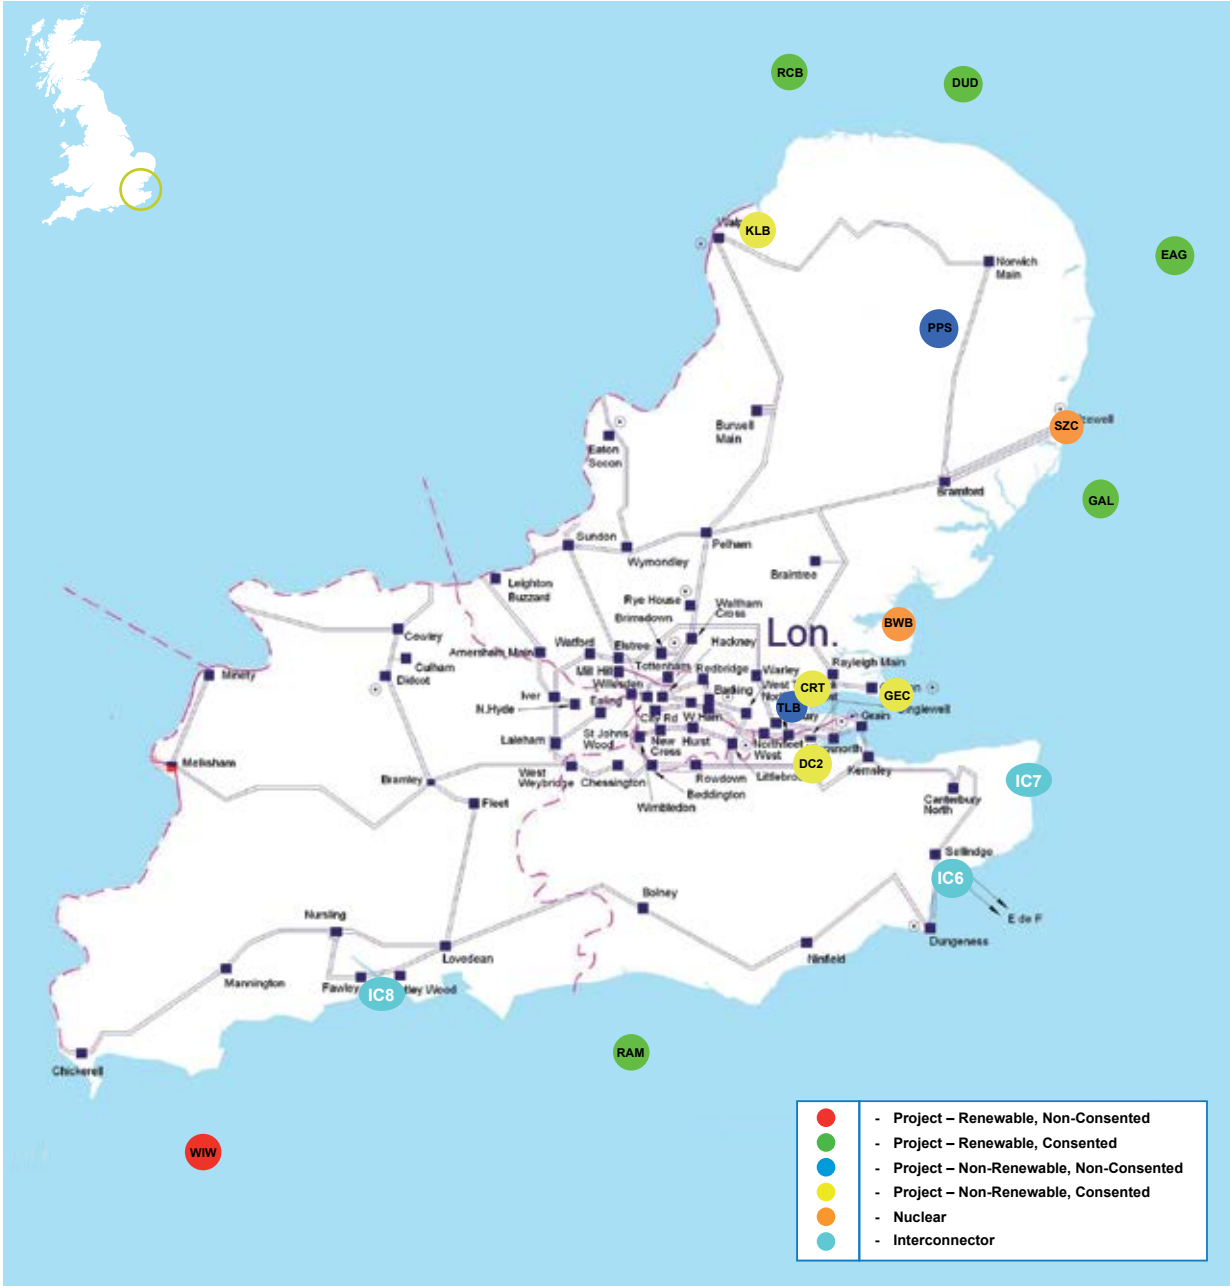 RCB
DUD
KLB
EAG
Norwich
Main
PPS
SZC
GAL
Burwell
Main
Eaton
Socon
Bramford
Sundon
Pelham
Wymondley
Braintree
Leighton
Buzzard
Rye House
Waltham
Cross
Brimsdown
BWB
Lon.
Cowley
Culham
Didcot
Minety
Amersham Main
Watford
Elstree
Hackney
Mill Hill
Tottenham
Redbridge
Warley
Rayleigh Main
Willesden
Barking
CRT
GEC
Iver
Ealing
TLB
N.Hyde
City Rd
W.Ham
Grain
Laleham
St Johns
Wood
New
Cross
Hurst
Northfleet
West
Melksham
Bramley
West
Weybridge
Chessington
Rowdown
DC2
Kemsley
Beddington
Wimbledon
IC7
Canterbury
North
Fleet
Sellindge
IC6
E de F
Dungeness
Bolney
Ninfield
Nursling
Lovedean
Mannington
Fawley
IC8
tley Wood
Chickerell
RAM
WIW
- Project – Renewable, Non-Consented
- Project – Renewable, Consented
- Project – Non-Renewable, Non-Consented
- Project – Non-Renewable, Consented
- Nuclear
- Interconnector